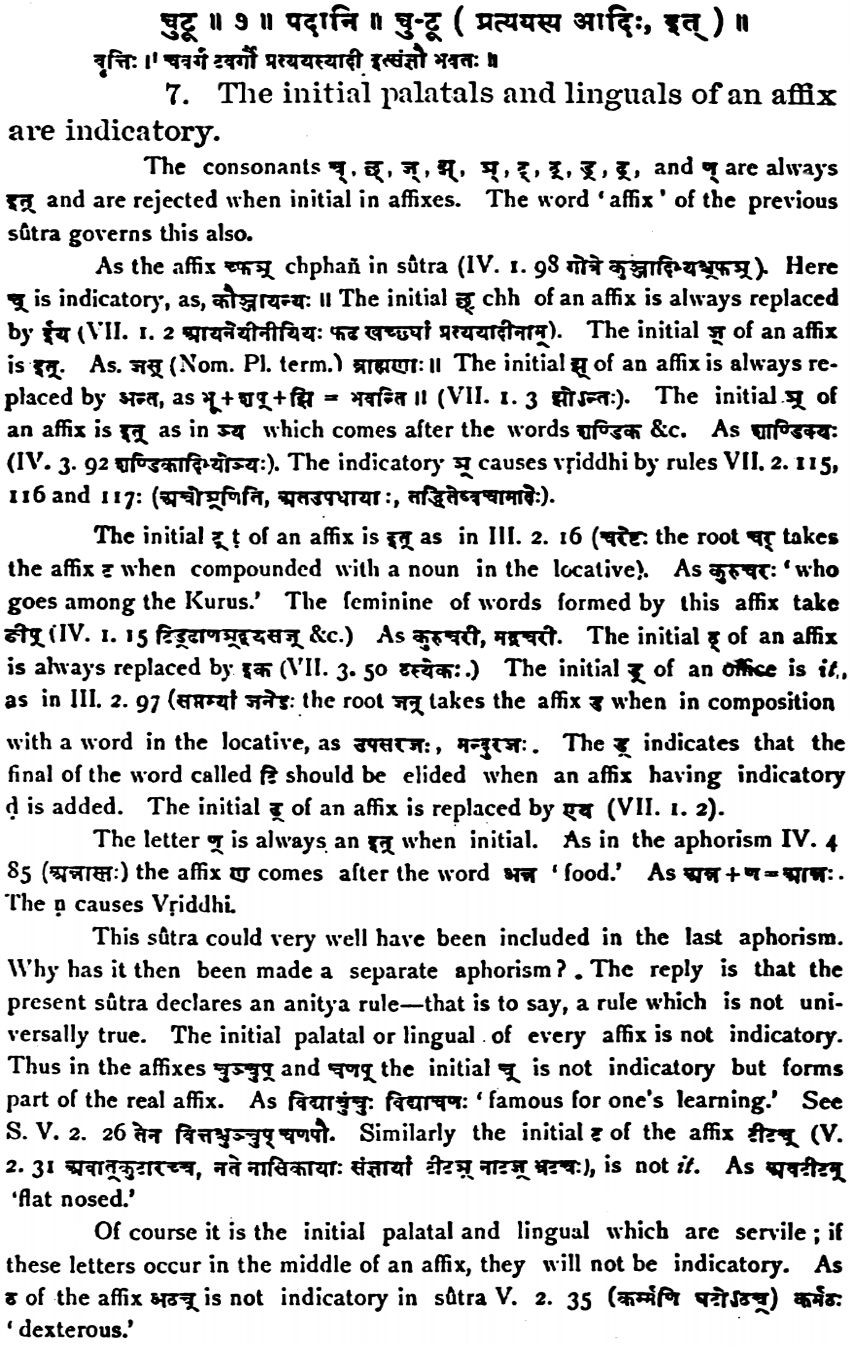 चुटू ॥ ७ ॥ पदानि ॥ चु-टू ( प्रत्ययस्य आदिः, इत् ) ॥
वृत्तिः ॥ चवर्ग टवर्गौ प्रत्ययस्यादी इत्संज्ञौ भवतः ॥
7. The initial palatals and linguals of an affix
are indicatory.
The consonants च्, छ्, ज्, झ्, ञ्, ट्, ठ्, ड्, ढ्, and ण् are always
इत् and are rejected when initial in affixes. The word ‘affix’ of the previous
sûtra governs this also.
As the affix च्फञ् chphañ in sûtra (IV. 1. 98 गोत्रे कुञ्जादिभ्यश्च्फञ्). Here
च् is indicatory, as, कौञ्जायन्यः ॥ The initial छ् chh of an affix is always replaced
by ईय (VII. 1. 2 आयनेयीनीयियः फढ खच्छघां प्रत्ययादीनाम्). The initial ज् of an affix
is इत्. As. जस् (Nom. Pl. term.) ब्राह्मणाः ॥ The initial झ् of an affix is always re-
placed by अन्त, as भू+शप्+झि = भवन्ति ॥ (VII. 1. 3 झोऽन्तः). The initial ञ् of
an affix is इत् as in ञ्य which comes after the words शण्डिक &c. As शाण्डिक्यः
(IV. 3. 92 शण्डिकादिभ्योञ्यः). The indicatory ञ् causes vṛiddhi by rules VII. 2. 115,
116 and 117: (अचोञ्णिति, अतउपधायाः, तद्धितेष्वचामादेः).
The initial ट् ṭ of an affix is इत् as in III. 2. 16 (चरेष्टः the root चर् takes
the affix ट when compounded with a noun in the locative). As कुरुचरः ‘who
goes among the Kurus.’ The feminine of words formed by this affix take
ङीप् (IV. 1. 15 टिड्ढाणञ्द्वयसज् &c.) As कुरुचरी, मद्रचरी. The initial ठ् of an affix
is always replaced by इक (VII. 3. 50 ठस्येकः.) The initial ड् of an office is it,
as in III. 2. 97 (सप्तम्यां जनेडः the root जन् takes the affix ड when in composition
with a word in the locative, as उपसरजः, मन्दुरजः. The ड् indicates that the
final of the word called टि should be elided when an affix having indicatory
ḍ is added. The initial ढ् of an affix is replaced by एय (VII. 1. 2).
The letter ण् is always an इत् when initial. As in the aphorism IV. 4
85 (अन्नाण्णः) the affix ण comes after the word अन्न ‘food.’ As अन्न+ण=आन्नः.
The ṇ causes Vṛiddhi.
This sûtra could very well have been included in the last aphorism.
Why has it then been made a separate aphorism? The reply is that the
present sûtra declares an anitya rule—that is to say, a rule which is not uni-
versally true. The initial palatal or lingual of every affix is not indicatory.
Thus in the affixes चुञ्चुप् and चणप् the initial च् is not indicatory but forms
part of the real affix. As विद्याचुंचुः विद्याचणः ‘famous for one's learning.’ See
S. V. 2. 26 तेन वित्तश्चुञ्चुप् चणपौ. Similarly the initial ट of the affix टीटच् (V.
2. 31 अवात्कुटारच्च, नते नासिकायाः संज्ञायां टीटञ् नाटज् भ्रटचः), is not it. As अवटीटम्
‘flat nosed.’
Of course it is the initial palatal and lingual which are servile; if
these letters occur in the middle of an affix, they will not be indicatory. As
ठ of the affix अठच् is not indicatory in sûtra V. 2. 35 (कर्म्मणि घटोऽठच्) कर्मठः
‘dexterous.’